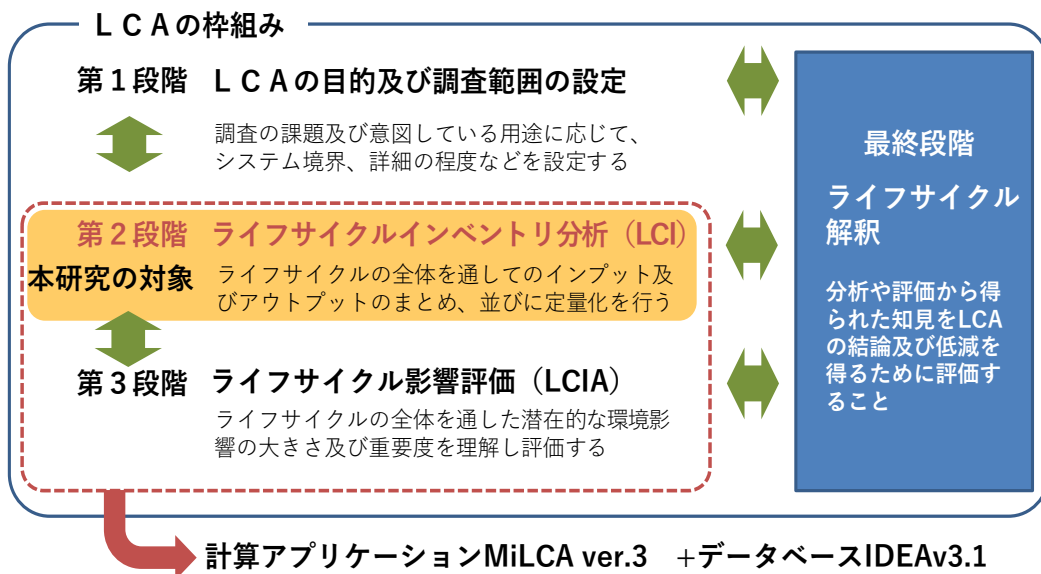 ＬＣＡの枠組み
第１段階　ＬＣＡの目的及び調査範囲の設定
調査の課題及び意図している用途に応じて、
システム境界、詳細の程度などを設定する
第２段階　ライフサイクルインベントリ分析（LCI）
本研究の対象
ライフサイクルの全体を通してのインプット及
びアウトプットのまとめ、並びに定量化を行う
第３段階　ライフサイクル影響評価（LCIA）
ライフサイクルの全体を通した潜在的な環境影
響の大きさ及び重要度を理解し評価する
最終段階
ライフサイクル
解釈
分析や評価から得
られた知見をLCA
の結論及び低減を
得るために評価す
ること
計算アプリケーションMiLCA ver.3　+データベースIDEAv3.1